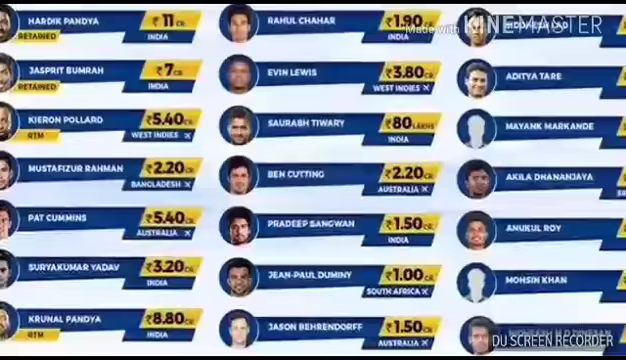 HARDIK PANDYA
₹ 11 CR.
RETAINED
INDIA
JASPRIT BUMRAH
₹ 7 CR.
RETAINED
INDIA
KIERON POLLARD
₹ 5.40 CR.
RTM
WEST INDIES ✕
MUSTAFIZUR RAHMAN
₹ 2.20 CR.
BANGLADESH ✕
PAT CUMMINS
₹ 5.40 CR.
AUSTRALIA ✕
SURYAKUMAR YADAV
₹ 3.20 CR.
INDIA
KRUNAL PANDYA
₹ 8.80 CR.
RTM
INDIA
RAHUL CHAHAR
₹ 1.90 CR.
INDIA
EVIN LEWIS
₹ 3.80 CR.
WEST INDIES ✕
SAURABH TIWARY
₹ 80 LAKHS
INDIA
BEN CUTTING
₹ 2.20 CR.
AUSTRALIA ✕
PRADEEP SANGWAN
₹ 1.50 CR.
INDIA
JEAN-PAUL DUMINY
₹ 1.00 CR.
SOUTH AFRICA ✕
JASON BEHRENDORFF
₹ 1.50 CR.
AUSTRALIA ✕
Made with KINEMASTER
ADITYA TARE
MAYANK MARKANDE
AKILA DHANANJAYA
ANUKUL ROY
MOHSIN KHAN
DU SCREEN RECORDER